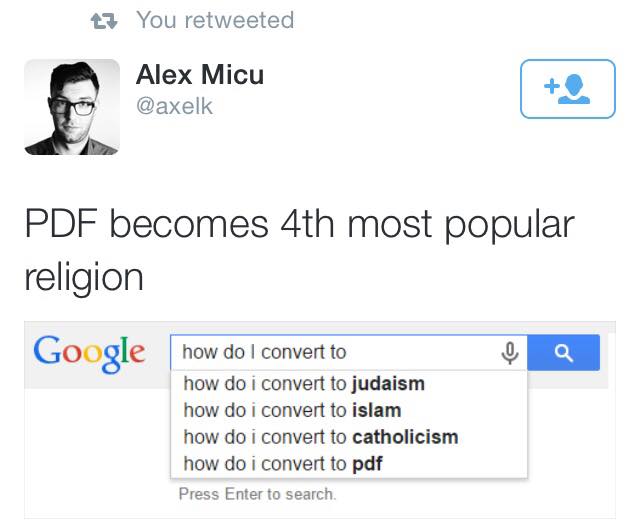 You retweeted
Alex Micu
@axelk
PDF becomes 4th most popular
religion
Google
how do I convert to
how do i convert to judaism
how do i convert to islam
how do i convert to catholicism
how do i convert to pdf
Press Enter to search.